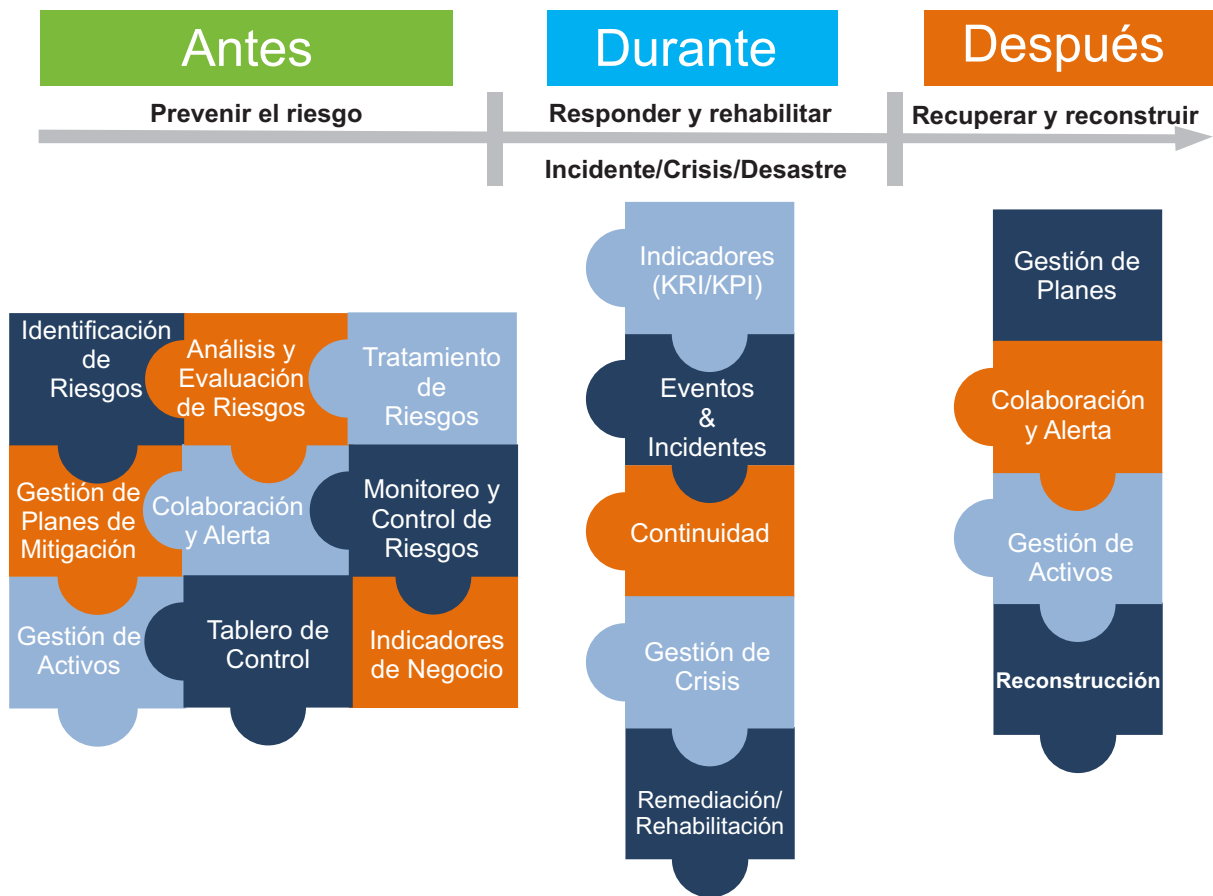 Antes
Prevenir el riesgo
Durante
Responder y rehabilitar
Incidente/Crisis/Desastre
Después
Recuperar y reconstruir
Identificación
de
Riesgos
Análisis y
Evaluación
de Riesgos
Tratamiento
de
Riesgos
Gestión de
Planes de
Mitigación
Colaboración
y Alerta
Monitoreo y
Control de
Riesgos
Gestión de
Activos
Tablero de
Control
Indicadores
de Negocio
Indicadores
(KRI/KPI)
Eventos
&
Incidentes
Continuidad
Gestión de
Crisis
Remediación/
Rehabilitación
Gestión de
Planes
Colaboración
y Alerta
Gestión de
Activos
Reconstrucción